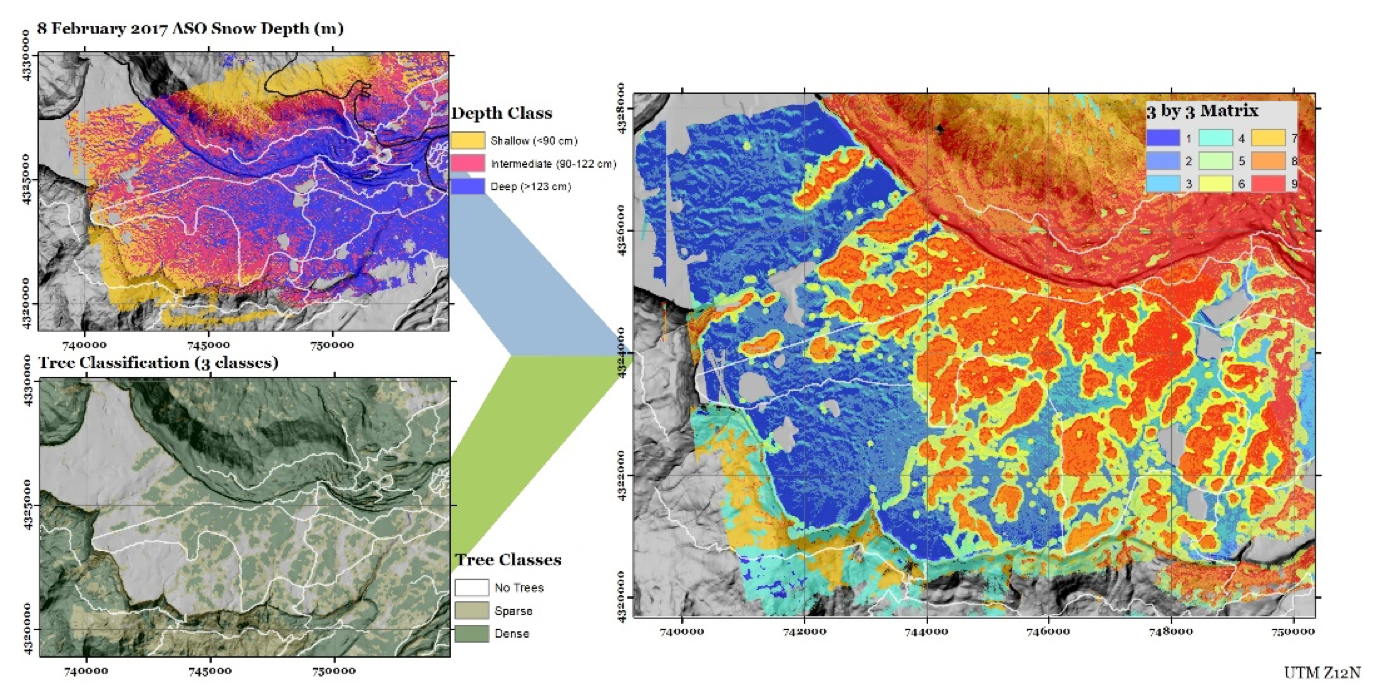 8 February 2017 ASO Snow Depth (m)
4330000
4325000
4320000
740000 745000 750000
Depth Class
Shallow (<90 cm)
Intermediate (90-122 cm)
Deep (>123 cm)
Tree Classification (3 classes)
4330000
4325000
4320000
740000 745000 750000
Tree Classes
No Trees
Sparse
Dense
3 by 3 Matrix
1 4 7
2 5 8
3 6 9
4328000
4326000
4324000
4322000
4320000
740000 742000 744000 746000 748000 750000
UTM Z12N